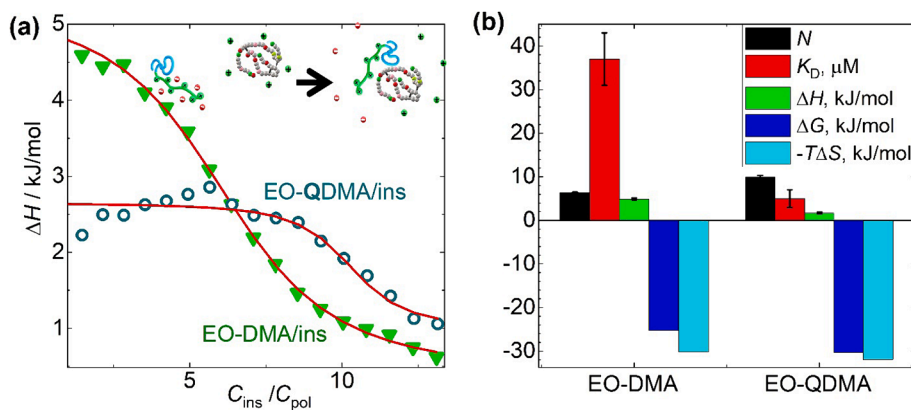 (a)
5
4
3
2
1
ΔH / kJ/mol
EO-QDMA/ins
EO-DMA/ins
5
10
C_ins /C_pol
(b)
40
30
20
10
0
-10
-20
-30
N
K_D, μM
ΔH, kJ/mol
ΔG, kJ/mol
-TΔS, kJ/mol
EO-DMA
EO-QDMA